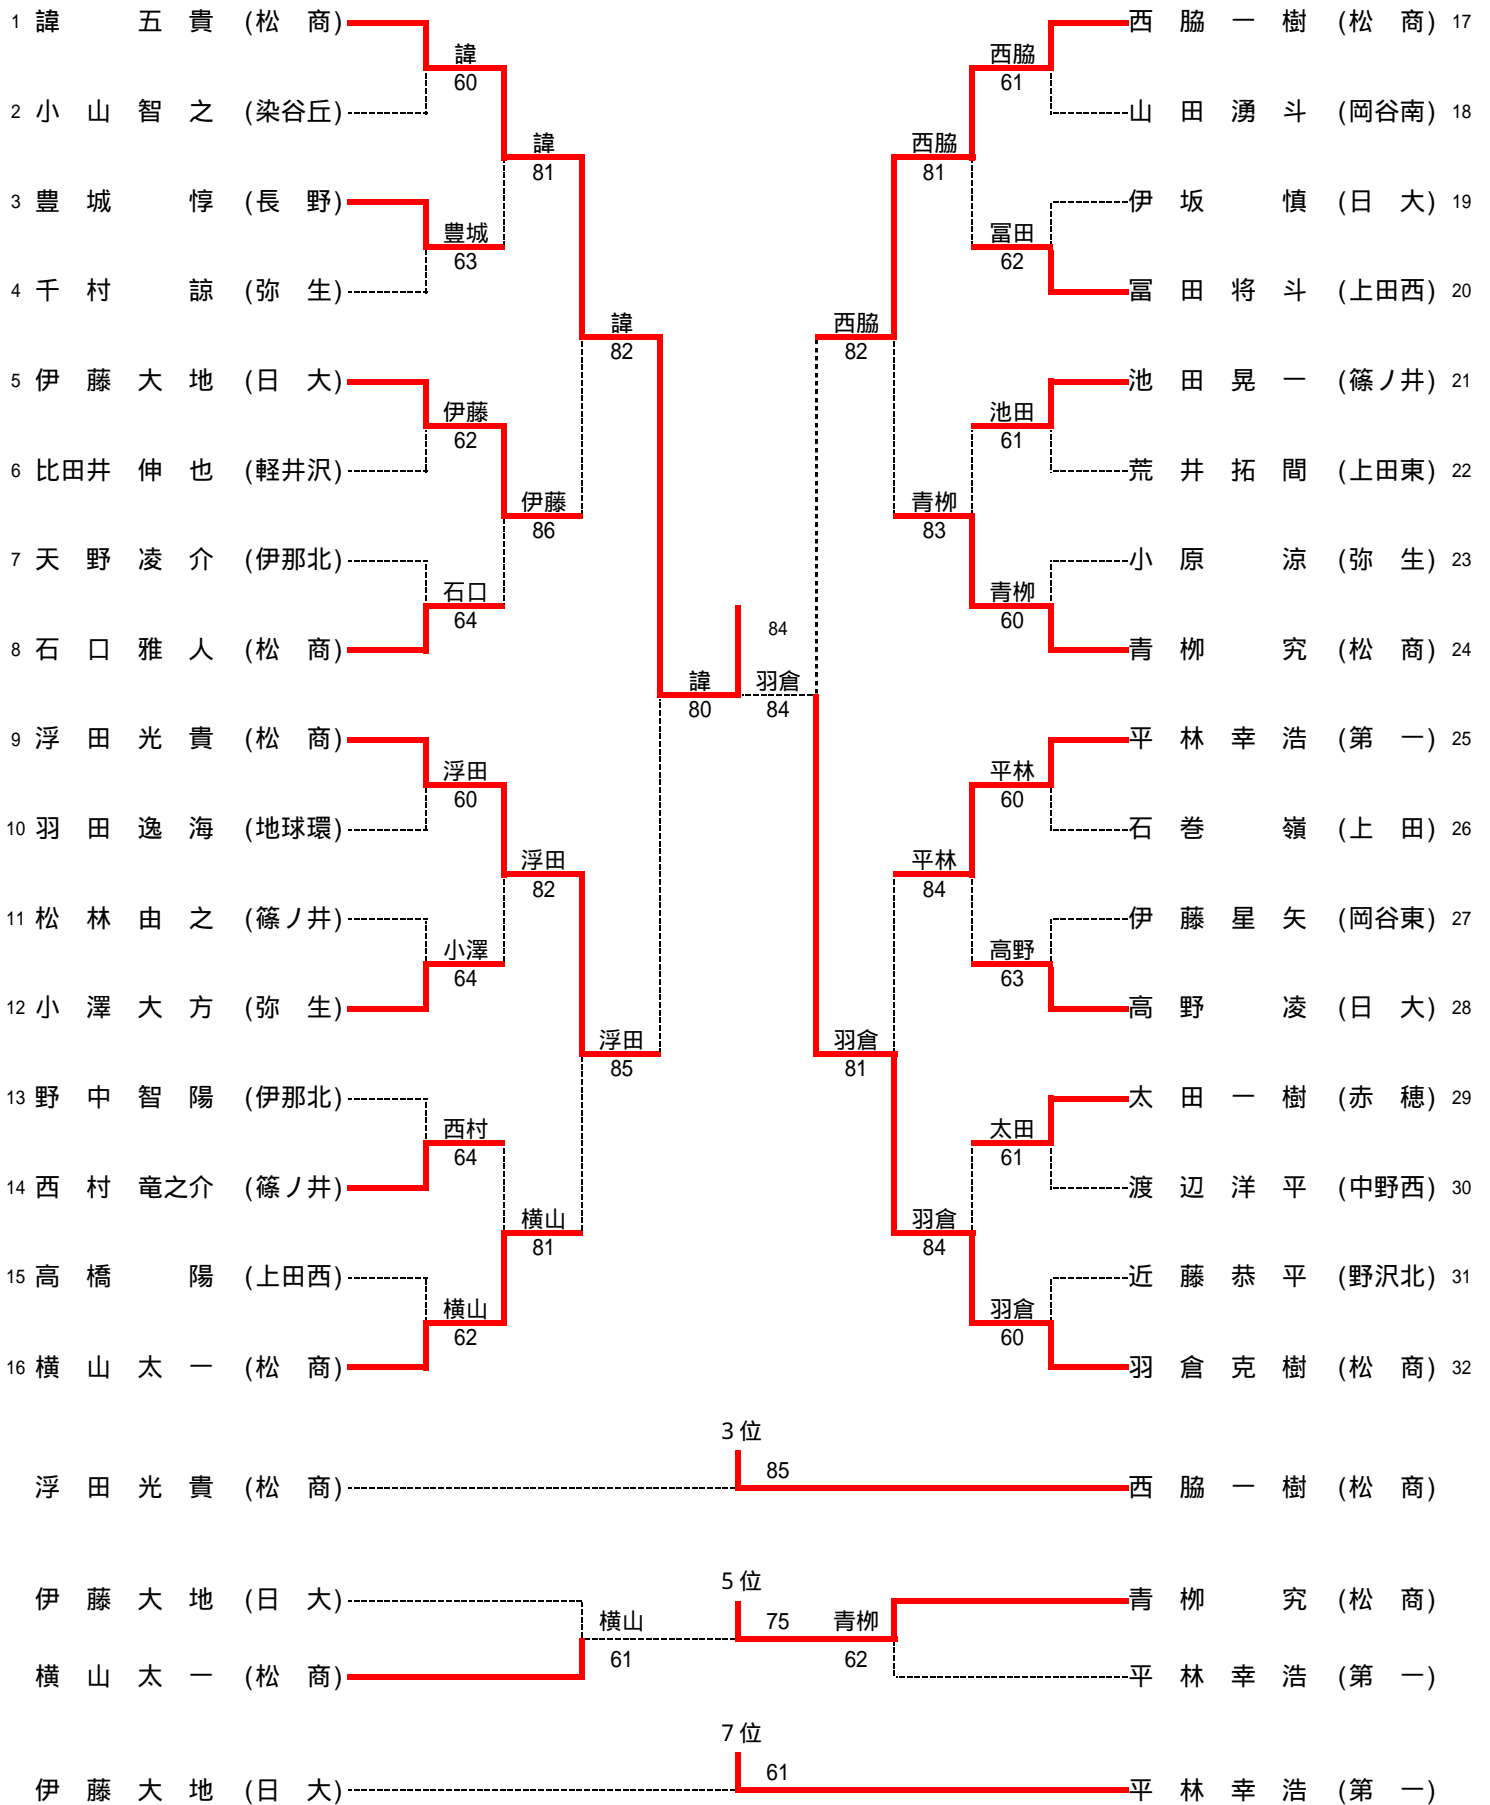 1 諱 五 貴 (松 商)
諱
60
2 小 山 智 之 (染谷丘)
諱
81
3 豊 城 惇 (長 野)
豊城
63
4 千 村 諒 (弥 生)
諱
82
5 伊 藤 大 地 (日 大)
伊藤
62
6 比田井 伸 也 (軽井沢)
伊藤
86
7 天 野 凌 介 (伊那北)
石口
64
8 石 口 雅 人 (松 商)
諱
80
9 浮 田 光 貴 (松 商)
浮田
60
10 羽 田 逸 海 (地球環)
浮田
82
11 松 林 由 之 (篠ノ井)
小澤
64
12 小 澤 大 方 (弥 生)
浮田
85
13 野 中 智 陽 (伊那北)
西村
64
14 西 村 竜之介 (篠ノ井)
横山
81
15 高 橋 陽 (上田西)
横山
62
16 横 山 太 一 (松 商)
84
羽倉
84
西 脇 一 樹 (松 商) 17
西脇
61
山 田 湧 斗 (岡谷南) 18
西脇
81
伊 坂 慎 (日 大) 19
冨田
62
冨 田 将 斗 (上田西) 20
西脇
82
池 田 晃 一 (篠ノ井) 21
池田
61
荒 井 拓 間 (上田東) 22
青栁
83
小 原 涼 (弥 生) 23
青栁
60
青 栁 究 (松 商) 24
平 林 幸 浩 (第 一) 25
平林
60
石 巻 嶺 (上 田) 26
平林
84
伊 藤 星 矢 (岡谷東) 27
高野
63
高 野 凌 (日 大) 28
羽倉
81
太 田 一 樹 (赤 穂) 29
太田
61
渡 辺 洋 平 (中野西) 30
羽倉
84
近 藤 恭 平 (野沢北) 31
羽倉
60
羽 倉 克 樹 (松 商) 32
3 位
85
浮 田 光 貴 (松 商) 西 脇 一 樹 (松 商)
5 位
伊 藤 大 地 (日 大) 青 栁 究 (松 商)
横山 75 青栁
61 62
横 山 太 一 (松 商) 平 林 幸 浩 (第 一)
7 位
61
伊 藤 大 地 (日 大) 平 林 幸 浩 (第 一)